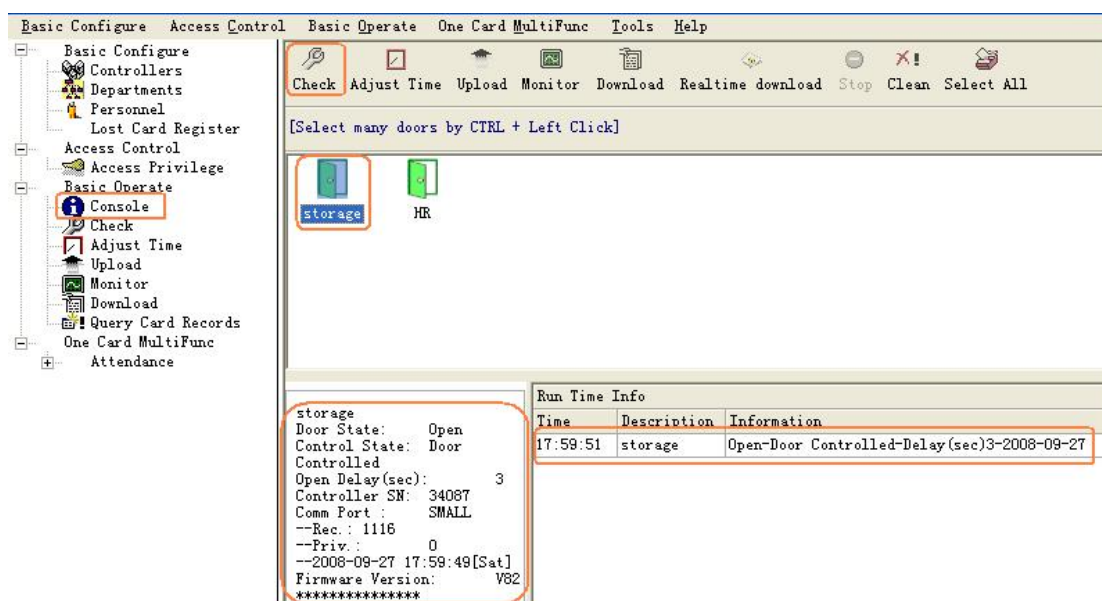 Basic Configure Access Control Basic Operate One Card MultiFunc Tools Help
Basic Configure
Controllers
Departments
Personnel
Lost Card Register
Access Control
Access Privilege
Basic Operate
Console
Check
Adjust Time
Upload
Monitor
Download
Query Card Records
One Card MultiFunc
Attendance
Check Adjust Time Upload Monitor Download Realtime download Stop Clean Select All
[Select many doors by CTRL + Left Click]
storage HR
storage
Door State: Open
Control State: Door
Controlled
Open Delay(sec): 3
Controller SN: 34087
Comm Port : SMALL
--Rec.: 1116
--Priv.: 0
--2008-09-27 17:59:49[Sat]
Firmware Version: V82
***************
Run Time Info
Time Description Information
17:59:51 storage Open-Door Controlled-Delay(sec)3-2008-09-27